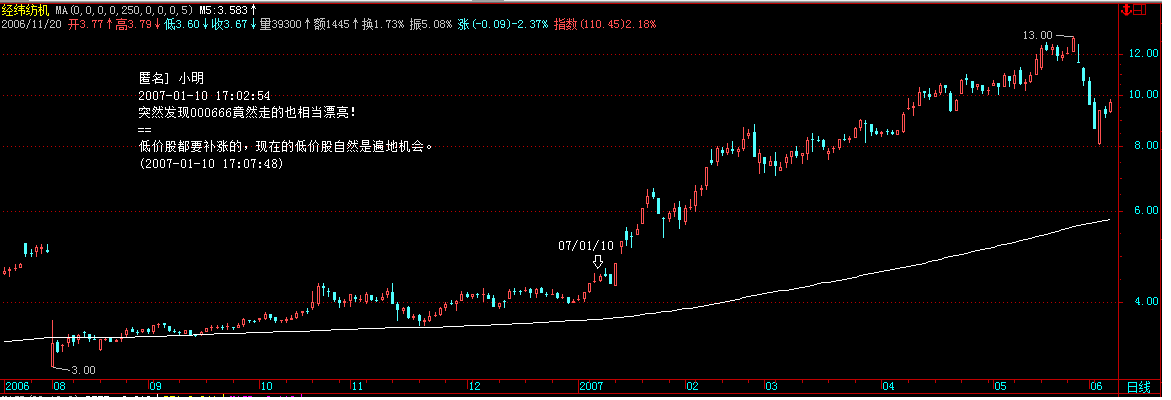 经纬纺机 MA(0,0,0,0,250,0,0,0,5) M5:3.583↑
2006/11/20 开3.77↑高3.79↓低3.60↓收3.67↓量39300↑额1445↑换1.73% 振5.08% 涨(-0.09)-2.37% 指数(110.45)2.18%
13.00
12.00
匿名] 小明
2007-01-10 17:02:54
10.00
突然发现000666竟然走的也相当漂亮!
==
低价股都要补涨的，现在的低价股自然是遍地机会。
8.00
(2007-01-10 17:07:48)
6.00
07/01/10
4.00
3.00
2006 08 09 10 11 12 2007 02 03 04 05 06 日线